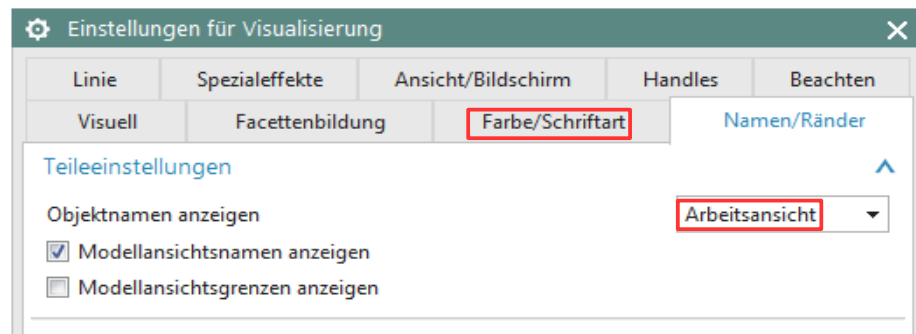 Einstellungen für Visualisierung
Linie Spezialeffekte Ansicht/Bildschirm Handles Beachten
Visuell Facettenbildung Farbe/Schriftart Namen/Ränder
Teileeinstellungen
Objektnamen anzeigen Arbeitsansicht
Modellansichtsnamen anzeigen
Modellansichtsgrenzen anzeigen